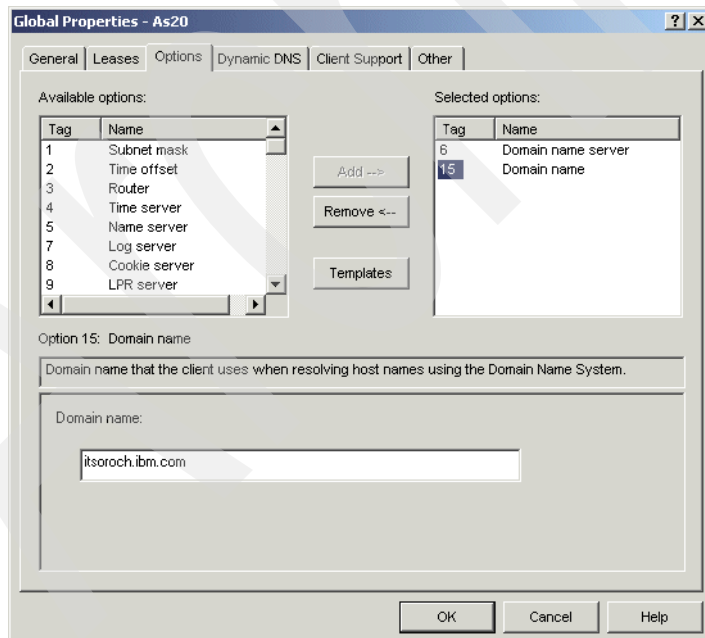 Global Properties - As20
? X
General Leases Options Dynamic DNS Client Support Other
Available options:
Selected options:
Tag Name
1 Subnet mask
2 Time offset
3 Router
4 Time server
5 Name server
7 Log server
8 Cookie server
9 LPR server
Add -->
Remove <--
Templates
Tag Name
6 Domain name server
15 Domain name
Option 15: Domain name
Domain name that the client uses when resolving host names using the Domain Name System.
Domain name:
itsoroch.ibm.com
OK Cancel Help